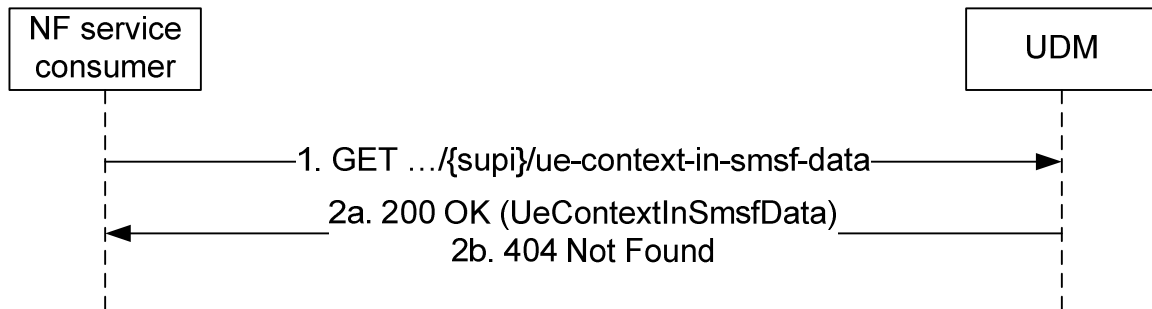 NF service
consumer
UDM
1. GET …/{supi}/ue-context-in-smsf-data
2a. 200 OK (UeContextInSmsfData)
2b. 404 Not Found